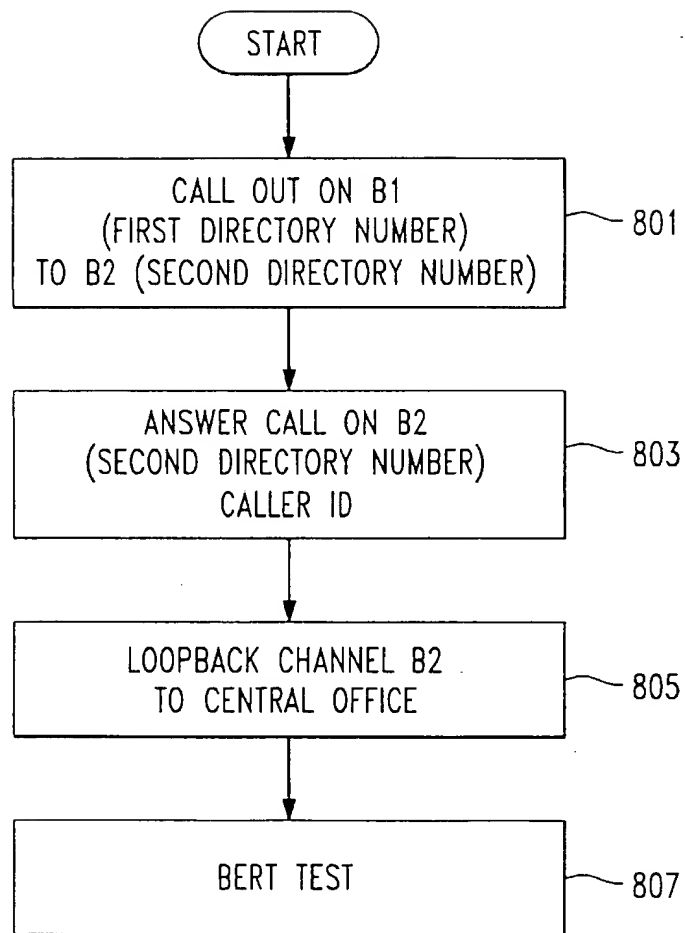 START
CALL OUT ON B1
(FIRST DIRECTORY NUMBER)
TO B2 (SECOND DIRECTORY NUMBER)
801
ANSWER CALL ON B2
(SECOND DIRECTORY NUMBER)
CALLER ID
803
LOOPBACK CHANNEL B2
TO CENTRAL OFFICE
805
BERT TEST
807